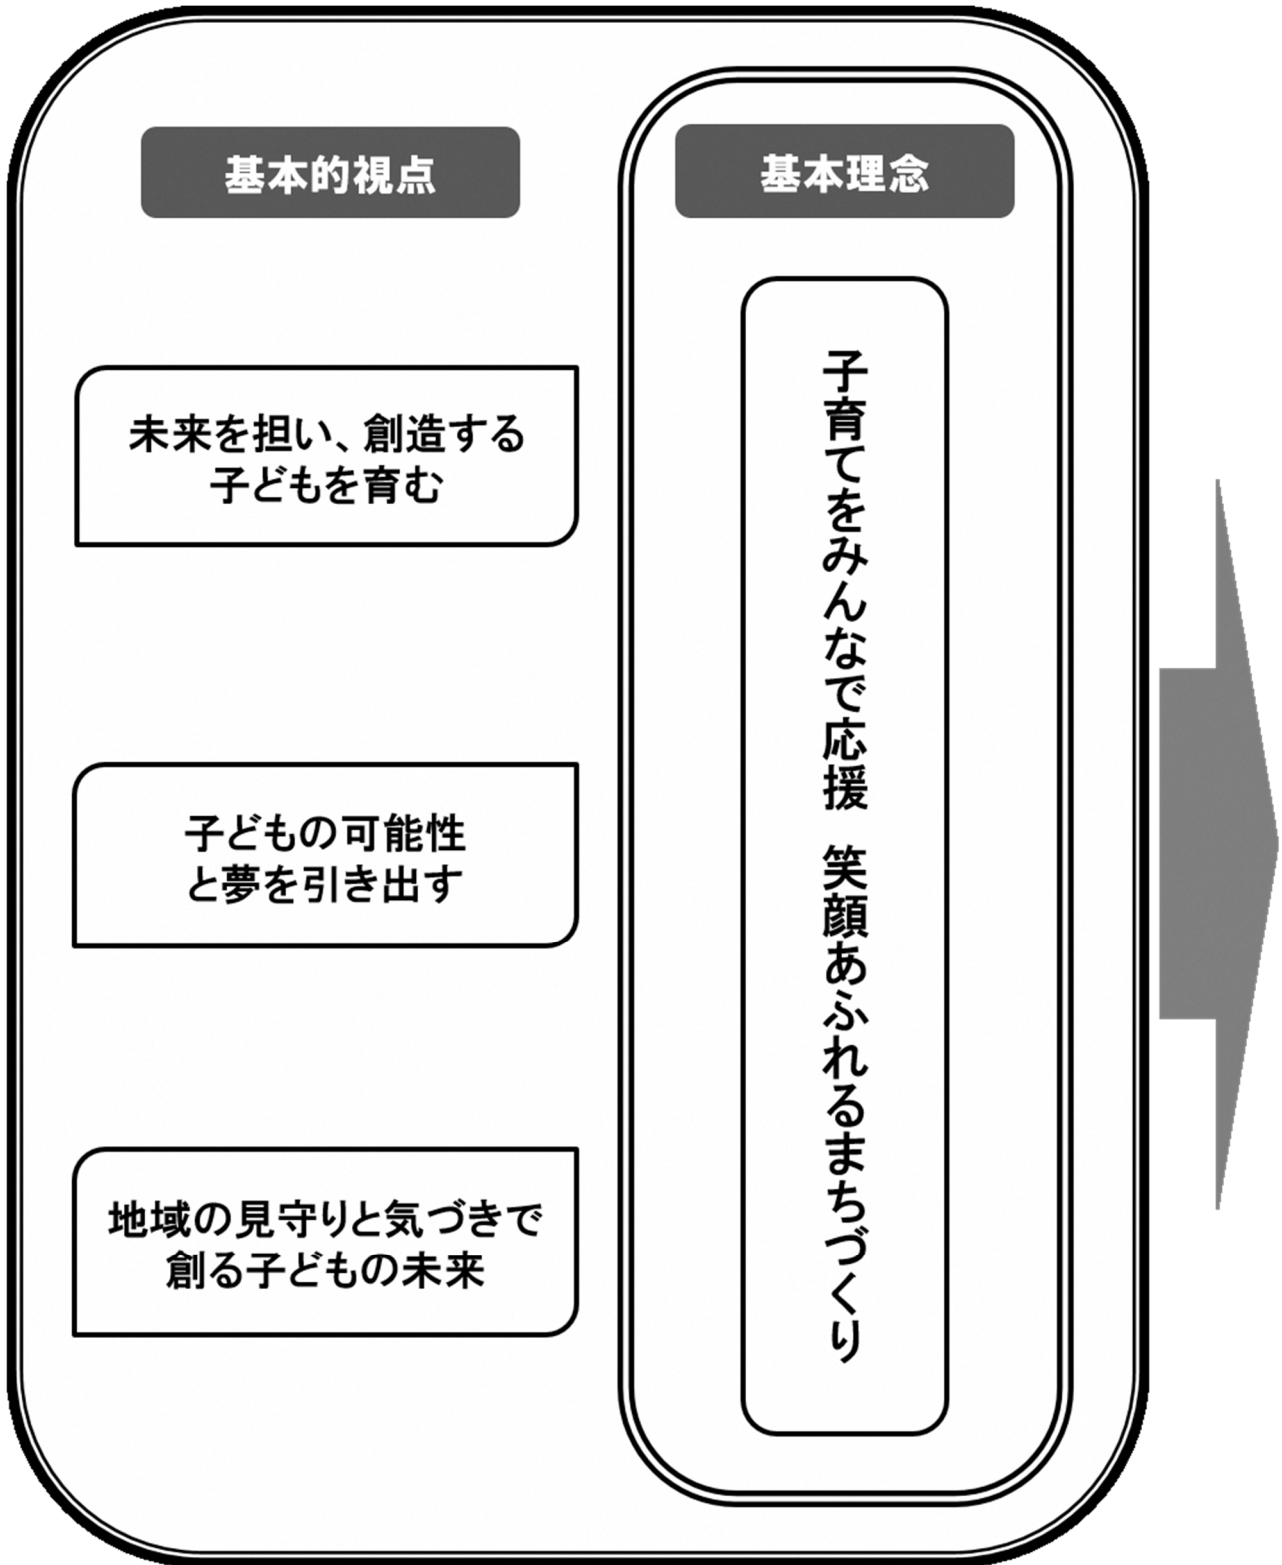 基本的視点
未来を担い、創造する
子どもを育む
子どもの可能性
と夢を引き出す
地域の見守りと気づきで
創る子どもの未来
基本理念
子育てをみんなで応援 笑顔あふれるまちづくり